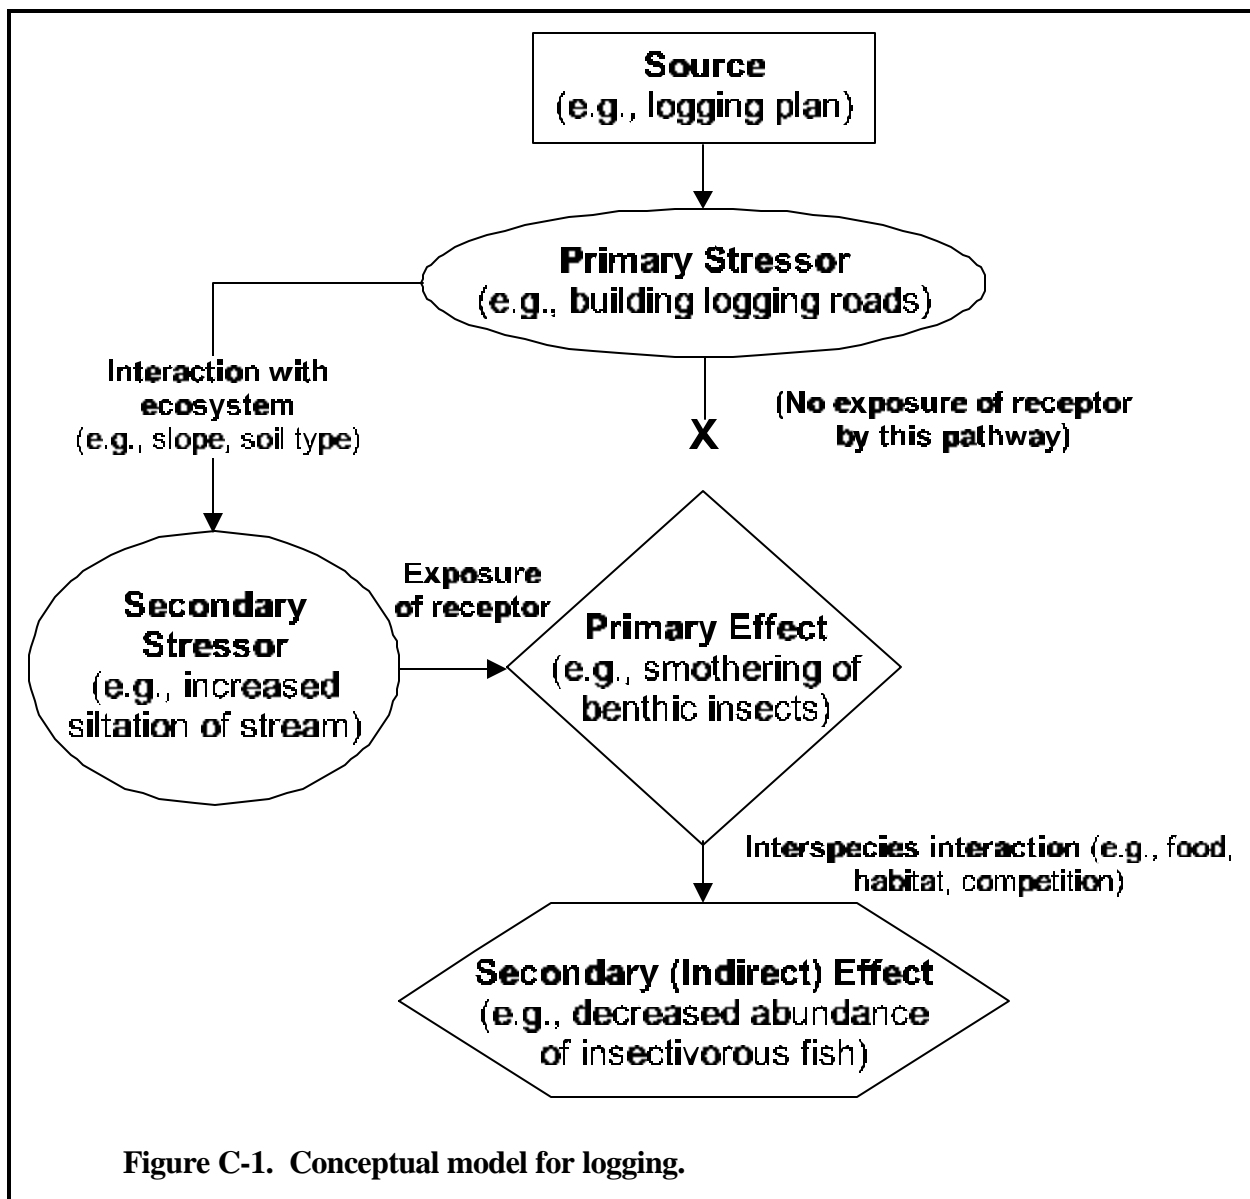 Source
(e.g., logging plan)
Primary Stressor
(e.g., building logging roads)
Interaction with
ecosystem
(e.g., slope, soil type)
(No exposure of receptor
by this pathway)
X
Secondary
Stressor
(e.g., increased
siltation of stream)
Exposure
of receptor
Primary Effect
(e.g., smothering of
benthic insects)
Interspecies interaction (e.g., food,
habitat, competition)
Secondary (Indirect) Effect
(e.g., decreased abundance
of insectivorous fish)
Figure C-1. Conceptual model for logging.